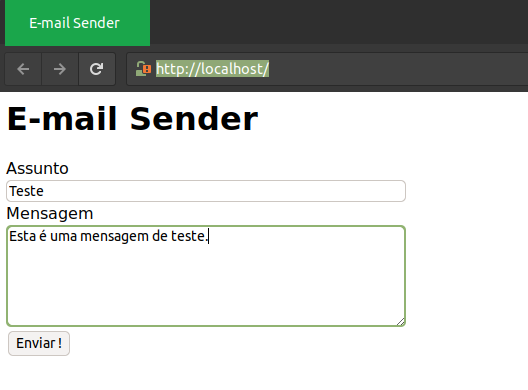 E-mail Sender
http://localhost/
E-mail Sender
Assunto
Teste
Mensagem
Esta é uma mensagem de teste.
Enviar!